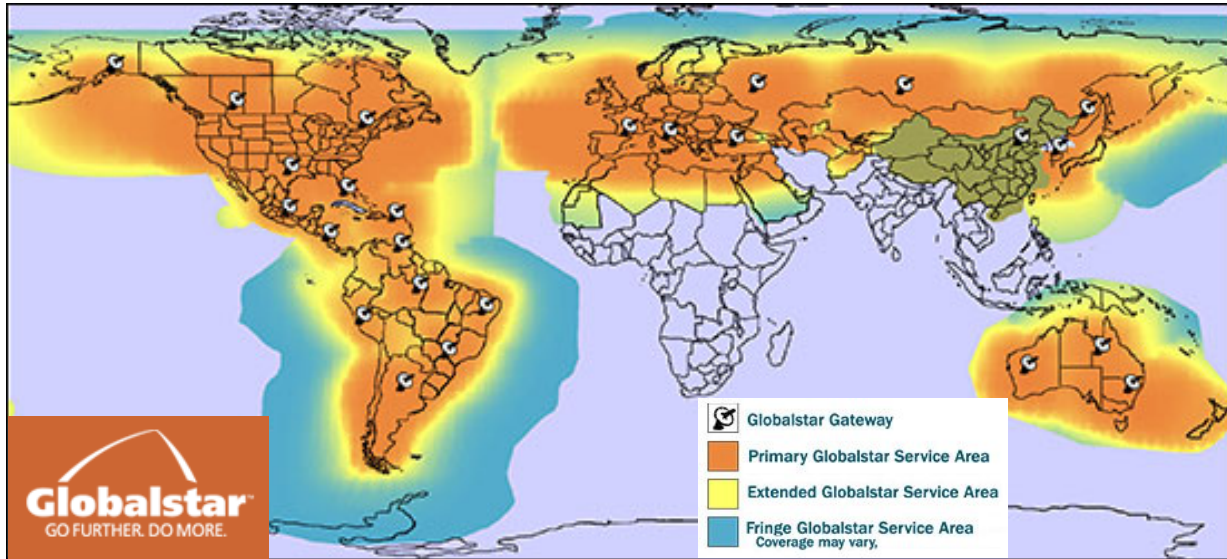 Globalstar™
GO FURTHER. DO MORE.
Globalstar Gateway
Primary Globalstar Service Area
Extended Globalstar Service Area
Fringe Globalstar Service Area
Coverage may vary,